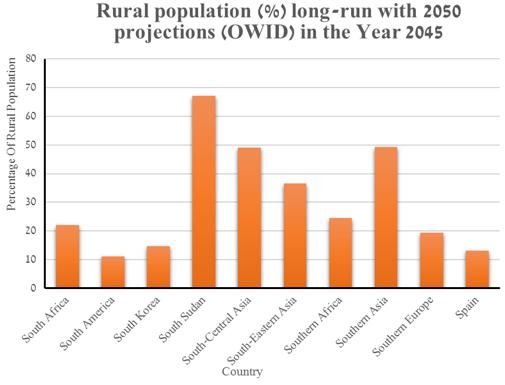 Rural population (%) long-run with 2050
projections (OWID) in the Year 2045
Percentage Of Rural Population
80
70
60
50
40
30
20
10
0
South Africa
South America
South Korea
South Sudan
South-Central Asia
South-Eastern Asia
Southern Africa
Southern Asia
Southern Europe
Spain
Country